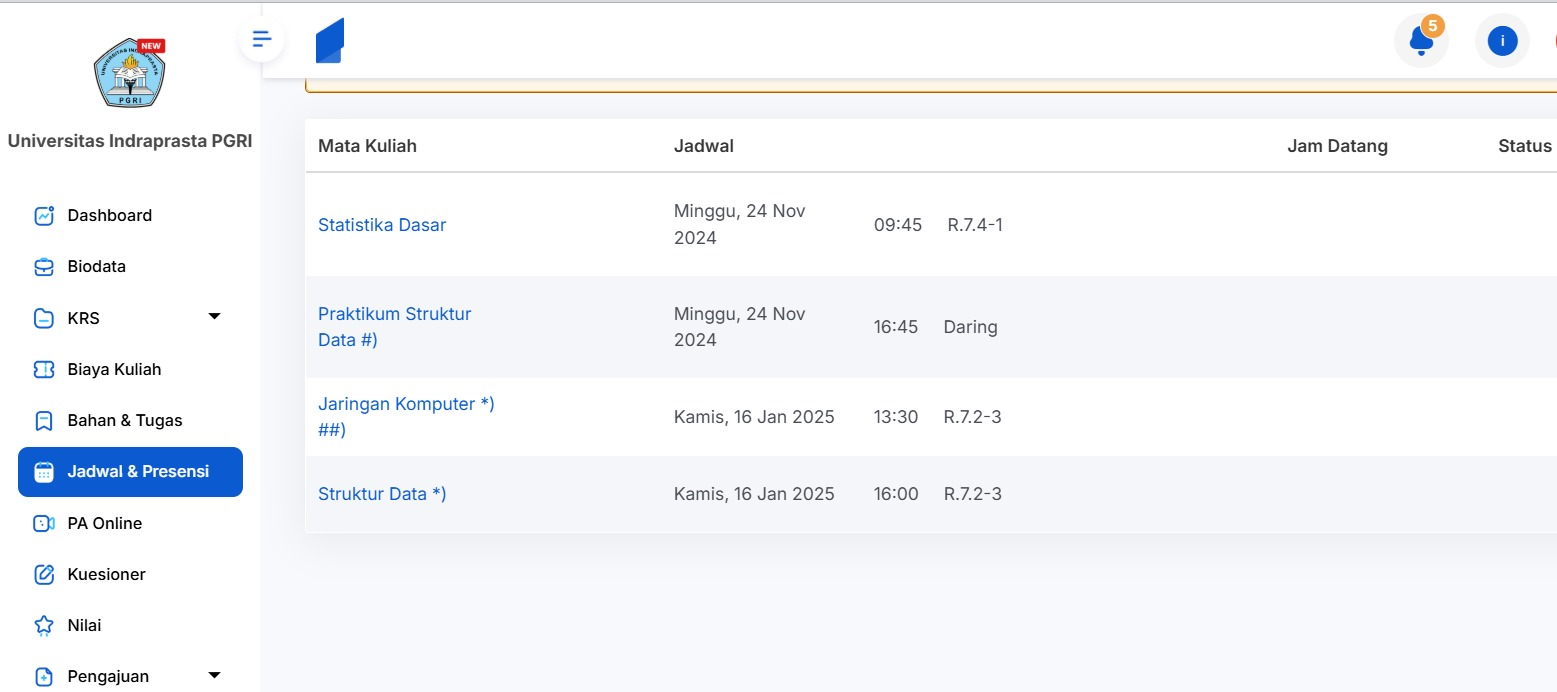 NEW
UNIVERSITAS INDRAPRASTA
PGRI
5
i
Universitas Indraprasta PGRI
Dashboard
Biodata
KRS
Biaya Kuliah
Bahan & Tugas
Jadwal & Presensi
PA Online
Kuesioner
Nilai
Pengajuan
Mata Kuliah Jadwal Jam Datang Status
Statistika Dasar Minggu, 24 Nov 09:45 R.7.4-1
2024
Praktikum Struktur Minggu, 24 Nov 16:45 Daring
Data #) 2024
Jaringan Komputer *) Kamis, 16 Jan 2025 13:30 R.7.2-3
##)
Struktur Data *) Kamis, 16 Jan 2025 16:00 R.7.2-3